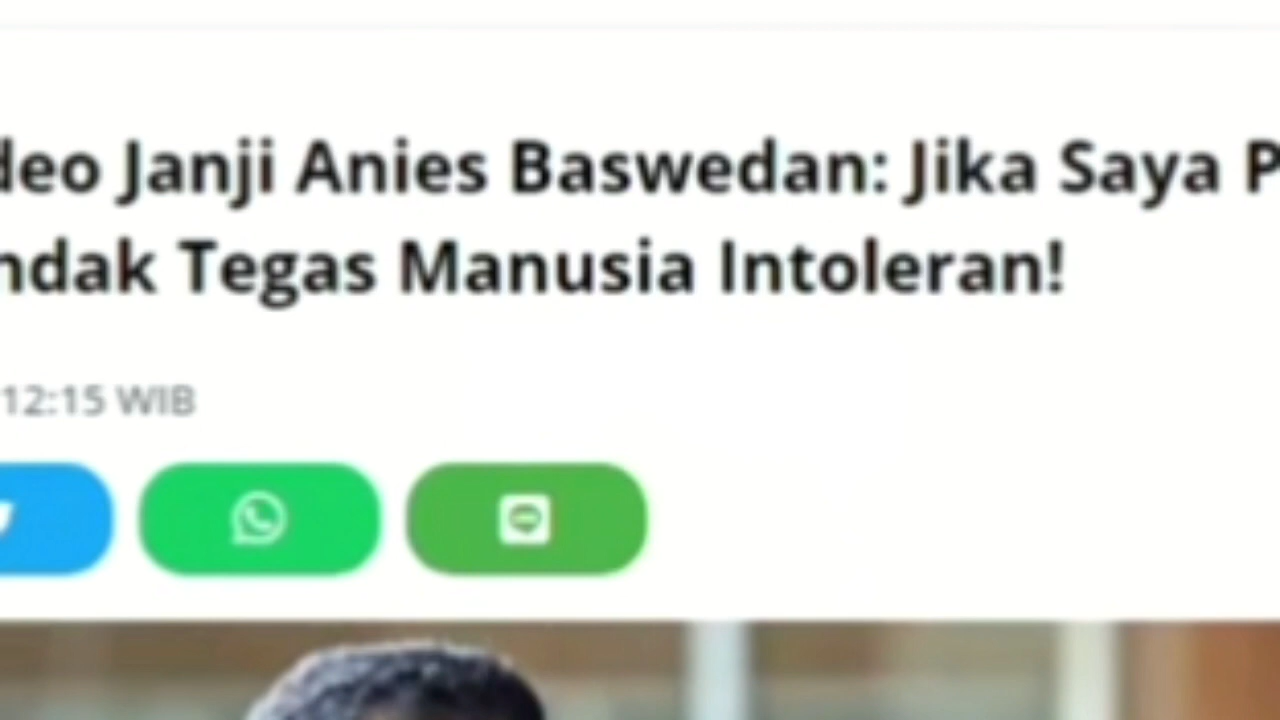 deo Janji Anies Baswedan: Jika Saya P
ndak Tegas Manusia Intoleran!
12:15 WIB